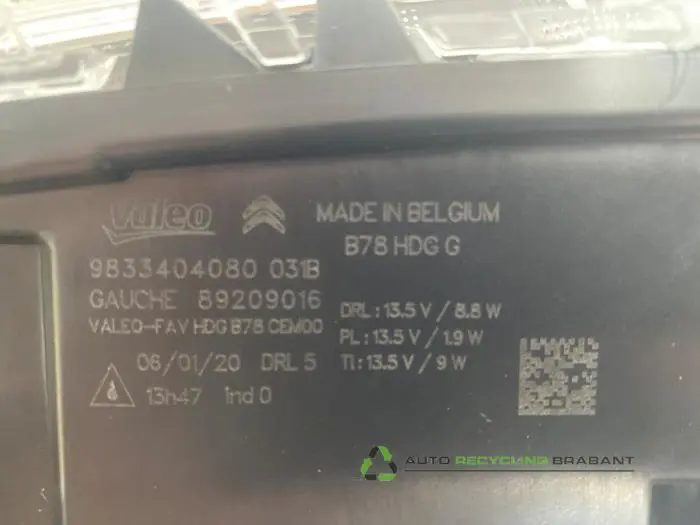 Valeo
MADE IN BELGIUM
B78 HDG G
9833404080 031B
GAUCHE 89209016
VALEO-FAV HDG B78 CEM00
DRL : 13.5 V / 8.8 W
PL : 13.5 V / 1.9 W
TI : 13.5 V / 9 W
06/01/20 DRL 5
13h47 Ind 0
AUTO RECYCLING BRABANT